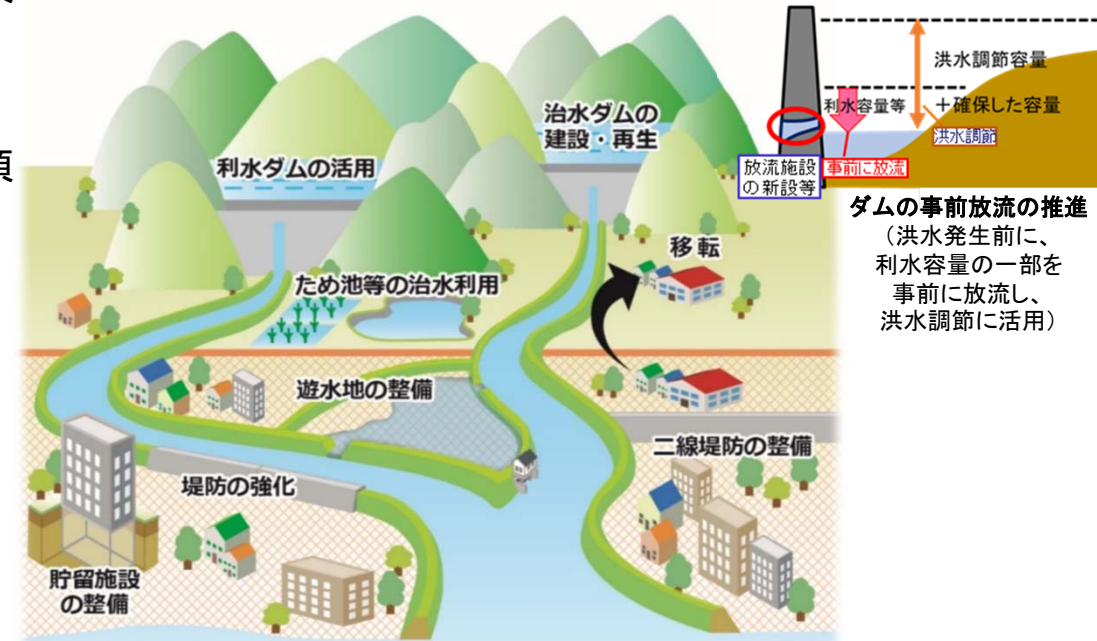 頃
治水ダムの
建設・再生
利水ダムの活用
移転
ため池等の治水利用
遊水地の整備
二線堤防の整備
堤防の強化
貯留施設
の整備
洪水調節容量
利水容量等
＋確保した容量
洪水調節
放流施設
の新設等
事前に放流
ダムの事前放流の推進
（洪水発生前に、
利水容量の一部を
事前に放流し、
洪水調節に活用）